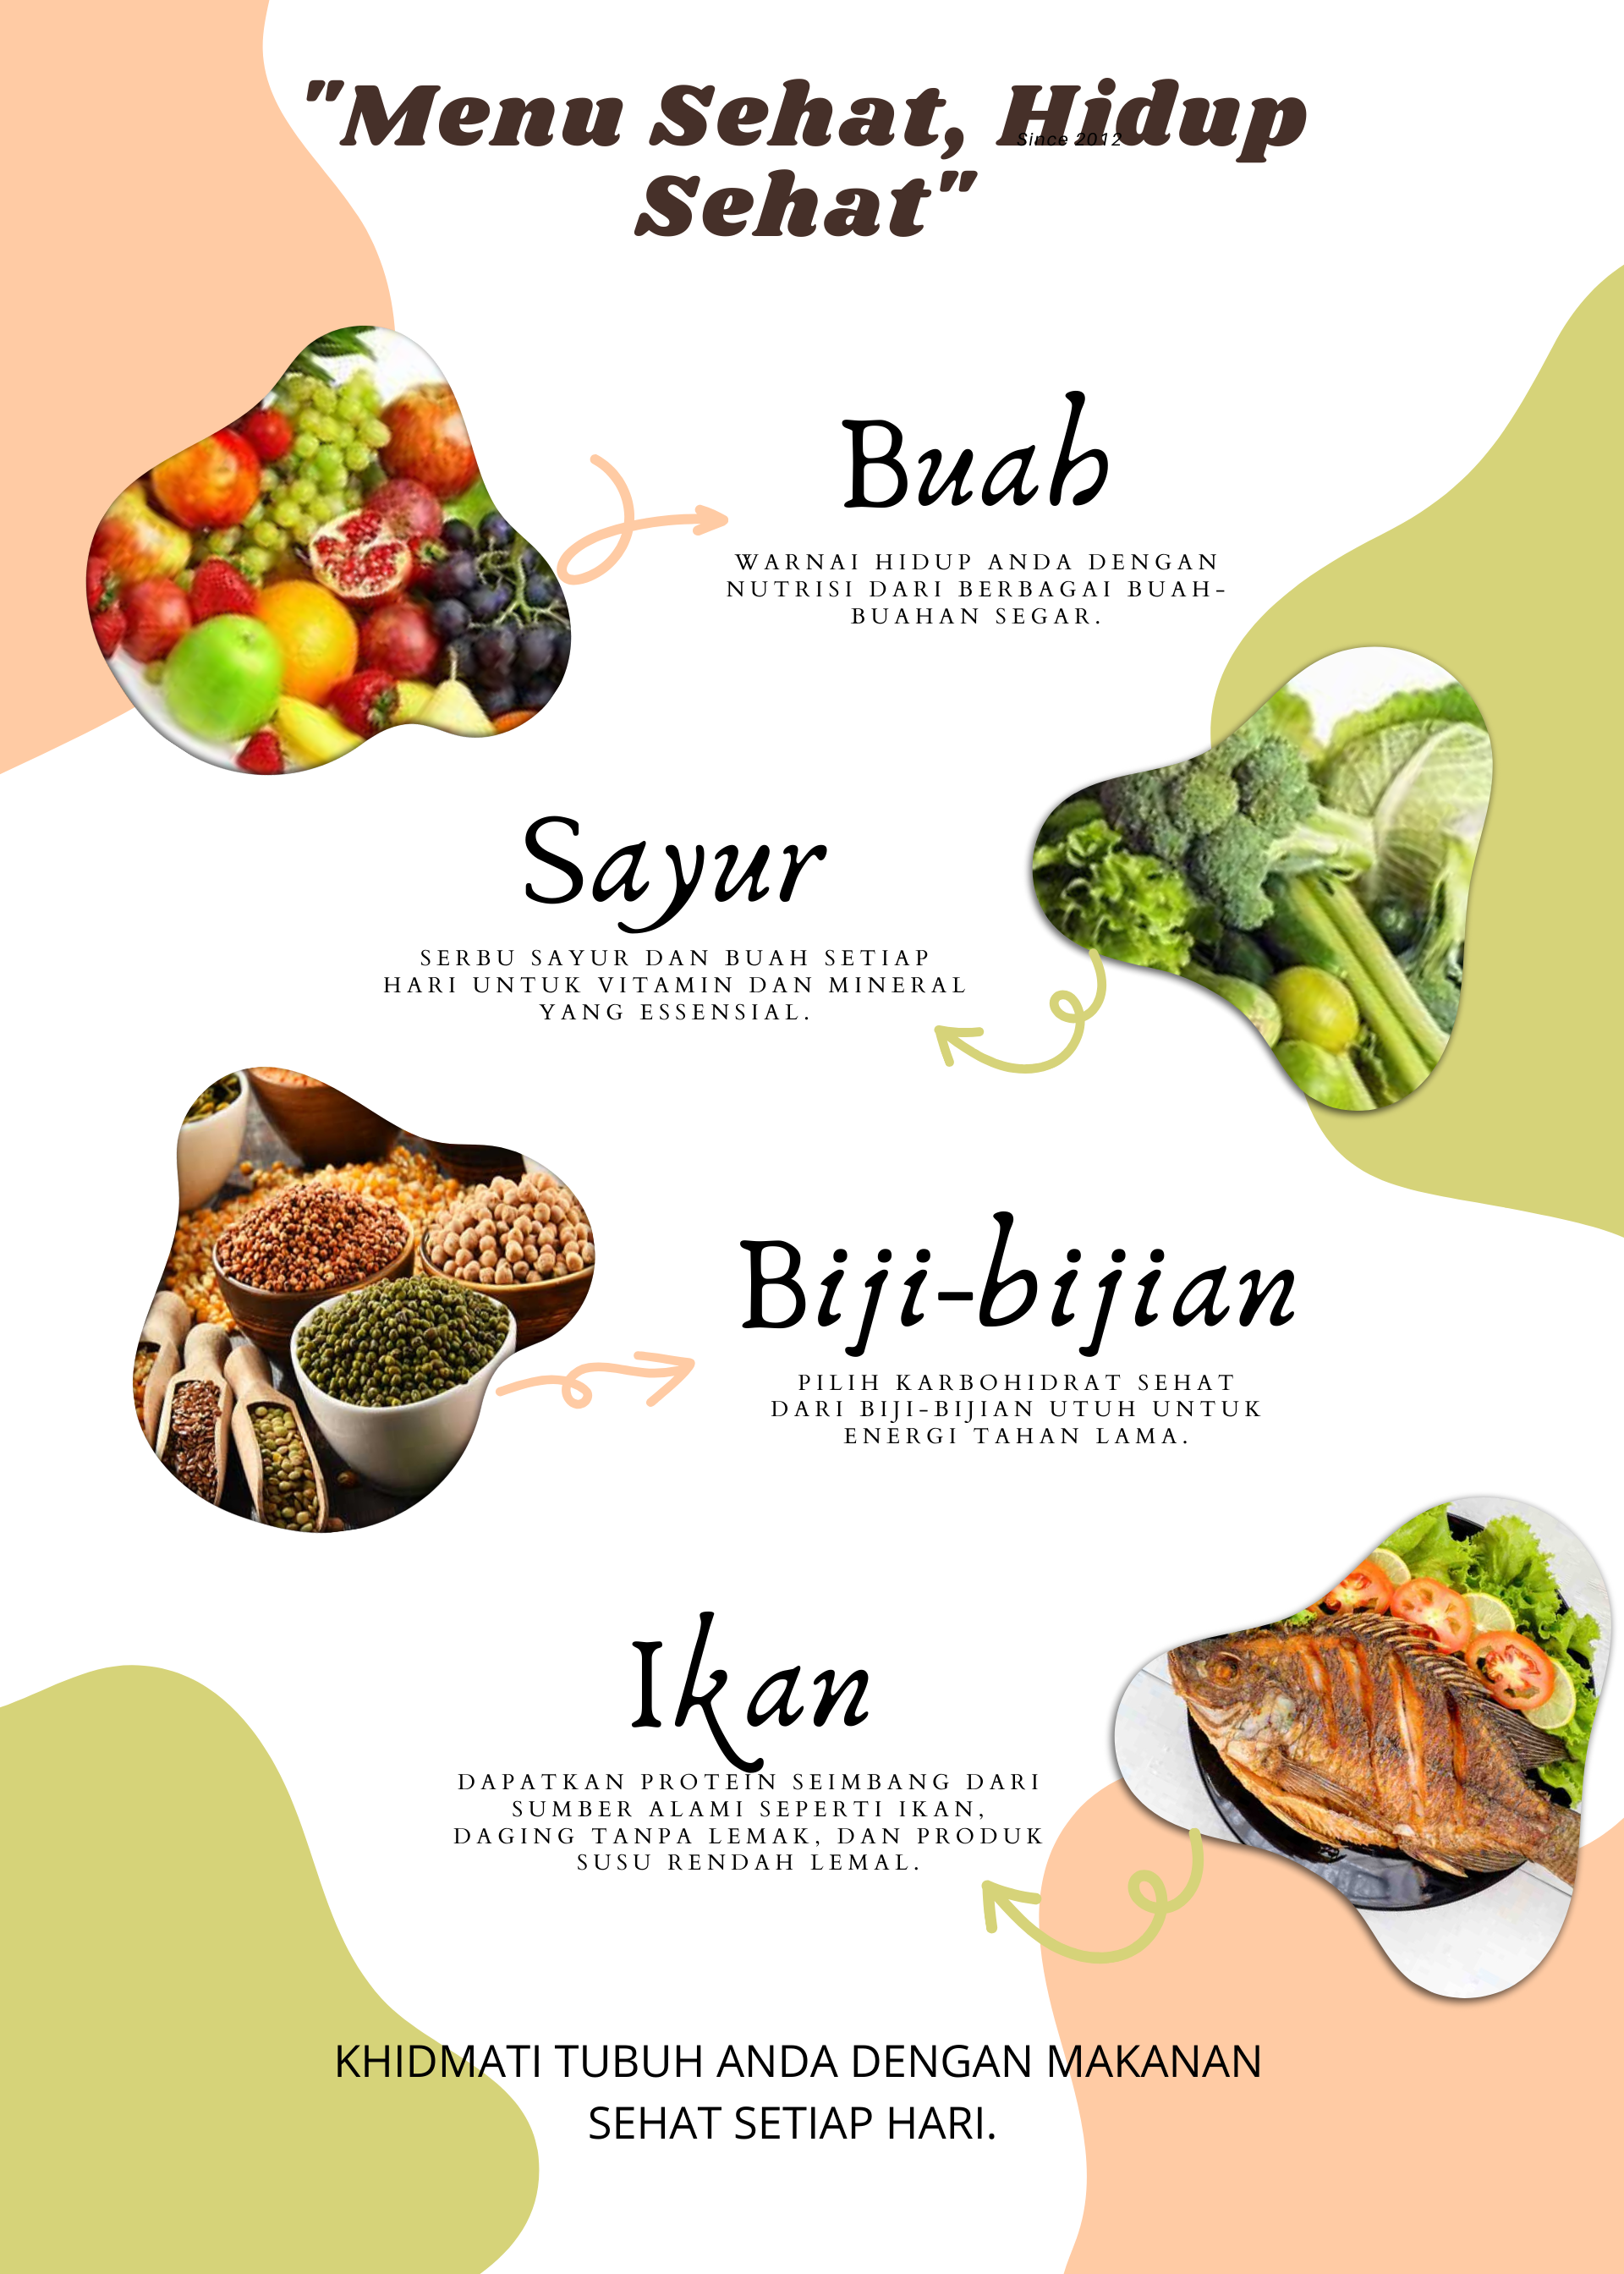 "Menu Sehat, Hidup
Since 2012
Sehat"
Buah
WARNAI HIDUP ANDA DENGAN
NUTRISI DARI BERBAGAI BUAH-
BUAHAN SEGAR.
Sayur
SERBU SAYUR DAN BUAH SETIAP
HARI UNTUK VITAMIN DAN MINERAL
YANG ESSENSIAL.
Biji-bijian
PILIH KARBOHIDRAT SEHAT
DARI BIJI-BIJIAN UTUH UNTUK
ENERGI TAHAN LAMA.
Ikan
DAPATKAN PROTEIN SEIMBANG DARI
SUMBER ALAMI SEPERTI IKAN,
DAGING TANPA LEMAK, DAN PRODUK
SUSU RENDAH LEMAL.
KHIDMATI TUBUH ANDA DENGAN MAKANAN
SEHAT SETIAP HARI.